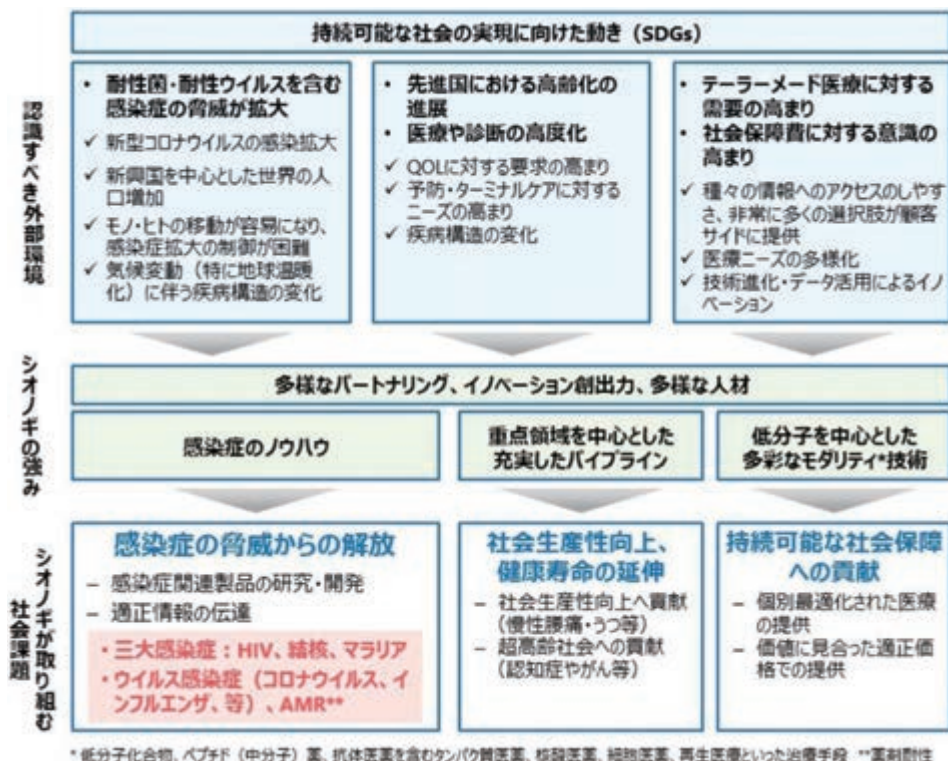 持続可能な社会の実現に向けた動き（SDGs）
認識すべき外部環境
• 耐性菌・耐性ウイルスを含む
感染症の脅威が拡大
✓ 新型コロナウイルスの感染拡大
✓ 新興国を中心とした世界の人
口増加
✓ モノ・ヒトの移動が容易になり、
感染症拡大の制御が困難
✓ 気候変動（特に地球温暖
化）に伴う疾病構造の変化
• 先進国における高齢化の
進展
• 医療や診断の高度化
✓ QOLに対する要求の高まり
✓ 予防・ターミナルケアに対する
ニーズの高まり
✓ 疾病構造の変化
• テーラーメード医療に対する
需要の高まり
• 社会保障費に対する意識の
高まり
✓ 種々の情報へのアクセスのしやす
さ、非常に多くの選択肢が顧客
サイドに提供
✓ 医療ニーズの多様化
✓ 技術進化・データ活用によるイノ
ベーション
シオノギの強み
多様なパートナリング、イノベーション創出力、多様な人材
感染症のノウハウ
重点領域を中心とした
充実したパイプライン
低分子を中心とした
多彩なモダリティ*技術
シオノギが取り組む
社会課題
感染症の脅威からの解放
– 感染症関連製品の研究・開発
– 適正情報の伝達
・三大感染症：HIV、結核、マラリア
・ウイルス感染症（コロナウイルス、イ
ンフルエンザ、等）、AMR**
社会生産性向上、
健康寿命の延伸
– 社会生産性向上へ貢献
（慢性腰痛・うつ等）
– 超高齢社会への貢献
（認知症やがん等）
持続可能な社会保障
への貢献
– 個別最適化された医療
の提供
– 価値に見合った適正価
格での提供
* 低分子化合物、ペプチド（中分子）薬、抗体医薬を含むタンパク質医薬、核酸医薬、細胞医薬、再生医療といった治療手段 **薬剤耐性